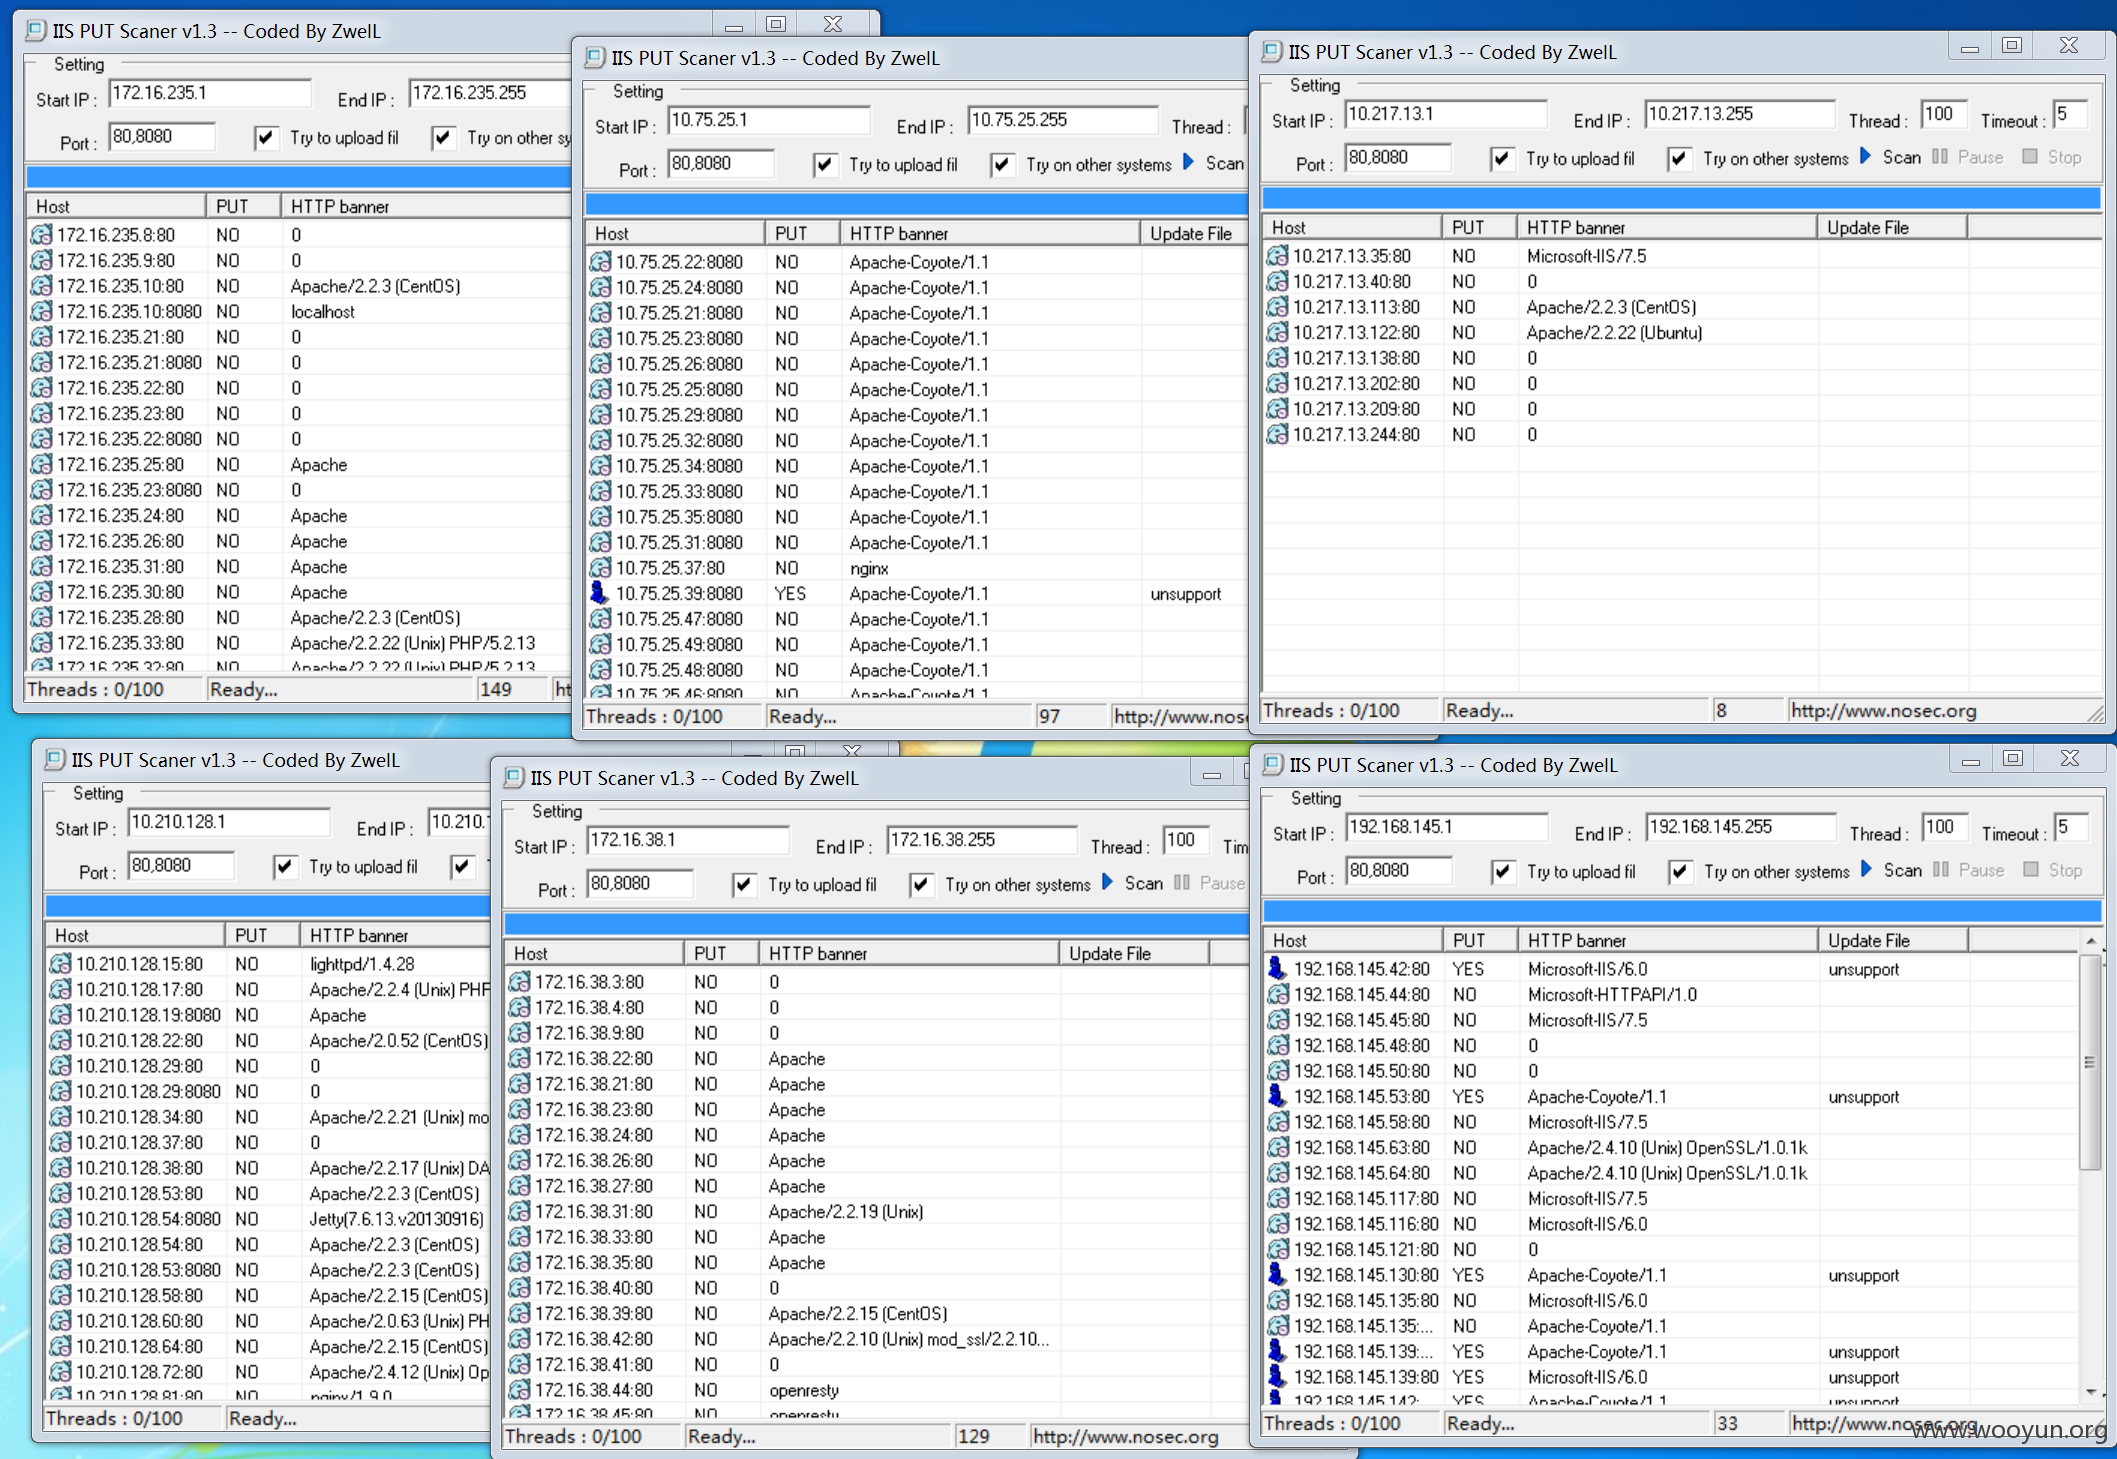 IIS PUT Scaner v1.3 -- Coded By ZwelL
Setting
Start IP : 172.16.235.1 End IP : 172.16.235.255
Port : 80,8080 Try to upload fil Try on other sy
Host PUT HTTP banner
172.16.235.8:80 NO 0
172.16.235.9:80 NO 0
172.16.235.10:80 NO Apache/2.2.3 (CentOS)
172.16.235.10:8080 NO localhost
172.16.235.21:80 NO 0
172.16.235.21:8080 NO 0
172.16.235.22:80 NO 0
172.16.235.23:80 NO 0
172.16.235.22:8080 NO 0
172.16.235.25:80 NO Apache
172.16.235.23:8080 NO 0
172.16.235.24:80 NO Apache
172.16.235.26:80 NO Apache
172.16.235.31:80 NO Apache
172.16.235.30:80 NO Apache
172.16.235.28:80 NO Apache/2.2.3 (CentOS)
172.16.235.33:80 NO Apache/2.2.22 (Unix) PHP/5.2.13
172.16.235.32:80 NO Apache/2.2.22 (Unix) PHP/5.2.13
Threads : 0/100 Ready... 149 ht
IIS PUT Scaner v1.3 -- Coded By ZwelL
Setting
Start IP : 10.75.25.1 End IP : 10.75.25.255 Thread :
Port : 80,8080 Try to upload fil Try on other systems Scan
Host PUT HTTP banner Update File
10.75.25.22:8080 NO Apache-Coyote/1.1
10.75.25.24:8080 NO Apache-Coyote/1.1
10.75.25.21:8080 NO Apache-Coyote/1.1
10.75.25.23:8080 NO Apache-Coyote/1.1
10.75.25.26:8080 NO Apache-Coyote/1.1
10.75.25.25:8080 NO Apache-Coyote/1.1
10.75.25.29:8080 NO Apache-Coyote/1.1
10.75.25.32:8080 NO Apache-Coyote/1.1
10.75.25.34:8080 NO Apache-Coyote/1.1
10.75.25.33:8080 NO Apache-Coyote/1.1
10.75.25.35:8080 NO Apache-Coyote/1.1
10.75.25.31:8080 NO Apache-Coyote/1.1
10.75.25.37:80 NO nginx
10.75.25.39:8080 YES Apache-Coyote/1.1 unsupport
10.75.25.47:8080 NO Apache-Coyote/1.1
10.75.25.49:8080 NO Apache-Coyote/1.1
10.75.25.48:8080 NO Apache-Coyote/1.1
10.75.25.46:8080 NO Apache-Coyote/1.1
Threads : 0/100 Ready... 97 http://www.nose
IIS PUT Scaner v1.3 -- Coded By ZwelL
Setting
Start IP : 10.217.13.1 End IP : 10.217.13.255 Thread : 100 Timeout : 5
Port : 80,8080 Try to upload fil Try on other systems Scan Pause Stop
Host PUT HTTP banner Update File
10.217.13.35:80 NO Microsoft-IIS/7.5
10.217.13.40:80 NO 0
10.217.13.113:80 NO Apache/2.2.3 (CentOS)
10.217.13.122:80 NO Apache/2.2.22 (Ubuntu)
10.217.13.138:80 NO 0
10.217.13.202:80 NO 0
10.217.13.209:80 NO 0
10.217.13.244:80 NO 0
Threads : 0/100 Ready... 8 http://www.nosec.org
IIS PUT Scaner v1.3 -- Coded By ZwelL
Setting
Start IP : 10.210.128.1 End IP : 10.210.1
Port : 80,8080 Try to upload fil
Host PUT HTTP banner
10.210.128.15:80 NO lighttpd/1.4.28
10.210.128.17:80 NO Apache/2.2.4 (Unix) PHP
10.210.128.19:8080 NO Apache
10.210.128.22:80 NO Apache/2.0.52 (CentOS)
10.210.128.29:80 NO 0
10.210.128.29:8080 NO 0
10.210.128.34:80 NO Apache/2.2.21 (Unix) mo
10.210.128.37:80 NO 0
10.210.128.38:80 NO Apache/2.2.17 (Unix) DA
10.210.128.53:80 NO Apache/2.2.3 (CentOS)
10.210.128.54:8080 NO Jetty(7.6.13.v20130916)
10.210.128.54:80 NO Apache/2.2.3 (CentOS)
10.210.128.53:8080 NO Apache/2.2.3 (CentOS)
10.210.128.58:80 NO Apache/2.2.15 (CentOS)
10.210.128.60:80 NO Apache/2.0.63 (Unix) PH
10.210.128.64:80 NO Apache/2.2.15 (CentOS)
10.210.128.72:80 NO Apache/2.4.12 (Unix) Op
10.210.128.81:80 NO nginx/1.9.0
Threads : 0/100 Ready...
IIS PUT Scaner v1.3 -- Coded By ZwelL
Setting
Start IP : 172.16.38.1 End IP : 172.16.38.255 Thread : 100 Tim
Port : 80,8080 Try to upload fil Try on other systems Scan Pause
Host PUT HTTP banner Update File
172.16.38.3:80 NO 0
172.16.38.4:80 NO 0
172.16.38.9:80 NO 0
172.16.38.22:80 NO Apache
172.16.38.21:80 NO Apache
172.16.38.23:80 NO Apache
172.16.38.24:80 NO Apache
172.16.38.26:80 NO Apache
172.16.38.27:80 NO Apache
172.16.38.31:80 NO Apache/2.2.19 (Unix)
172.16.38.33:80 NO Apache
172.16.38.35:80 NO Apache
172.16.38.40:80 NO 0
172.16.38.39:80 NO Apache/2.2.15 (CentOS)
172.16.38.42:80 NO Apache/2.2.10 (Unix) mod_ssl/2.2.10...
172.16.38.41:80 NO 0
172.16.38.44:80 NO openresty
172.16.38.45:80 NO openresty
Threads : 0/100 Ready... 129 http://www.nosec.org
IIS PUT Scaner v1.3 -- Coded By ZwelL
Setting
Start IP : 192.168.145.1 End IP : 192.168.145.255 Thread : 100 Timeout : 5
Port : 80,8080 Try to upload fil Try on other systems Scan Pause Stop
Host PUT HTTP banner Update File
192.168.145.42:80 YES Microsoft-IIS/6.0 unsupport
192.168.145.44:80 NO Microsoft-HTTPAPI/1.0
192.168.145.45:80 NO Microsoft-IIS/7.5
192.168.145.48:80 NO 0
192.168.145.50:80 NO 0
192.168.145.53:80 YES Apache-Coyote/1.1 unsupport
192.168.145.58:80 NO Microsoft-IIS/7.5
192.168.145.63:80 NO Apache/2.4.10 (Unix) OpenSSL/1.0.1k
192.168.145.64:80 NO Apache/2.4.10 (Unix) OpenSSL/1.0.1k
192.168.145.117:80 NO Microsoft-IIS/7.5
192.168.145.116:80 NO Microsoft-IIS/6.0
192.168.145.121:80 NO 0
192.168.145.130:80 YES Apache-Coyote/1.1 unsupport
192.168.145.135:80 NO Microsoft-IIS/6.0
192.168.145.135:... NO Apache-Coyote/1.1
192.168.145.139:... YES Apache-Coyote/1.1 unsupport
192.168.145.139:80 YES Microsoft-IIS/6.0 unsupport
192.168.145.142:... YES Apache-Coyote/1.1 unsupport
Threads : 0/100 Ready... 33 http://www.nosec.org
www.wooyun.org